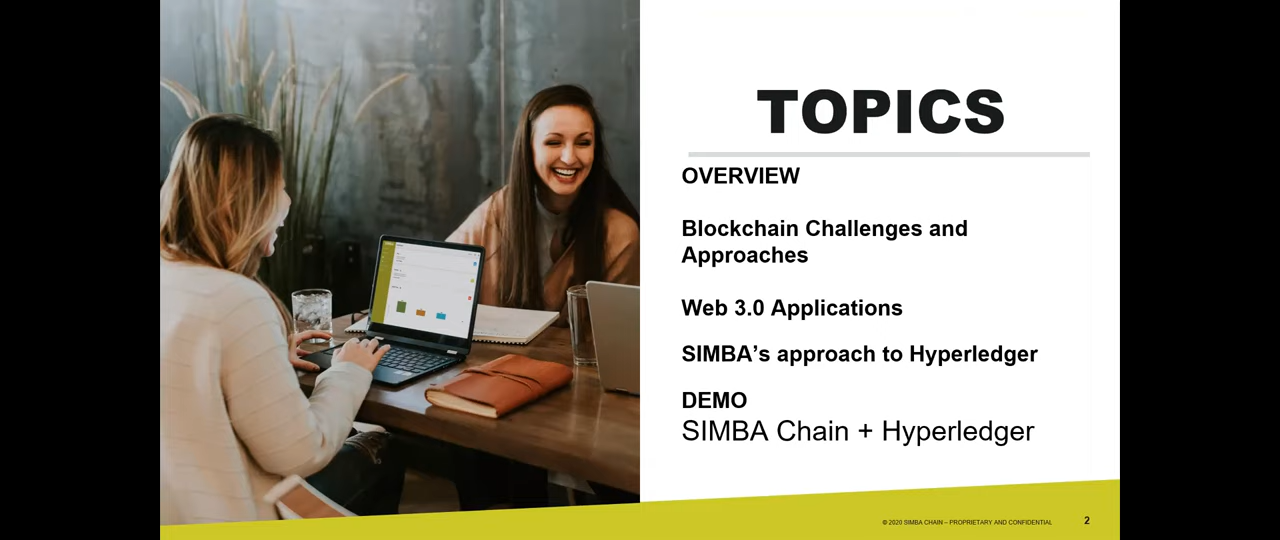 TOPICS
OVERVIEW
Blockchain Challenges and
Approaches
Web 3.0 Applications
SIMBA’s approach to Hyperledger
DEMO
SIMBA Chain + Hyperledger
© 2020 SIMBA CHAIN – PROPRIETARY AND CONFIDENTIAL
2